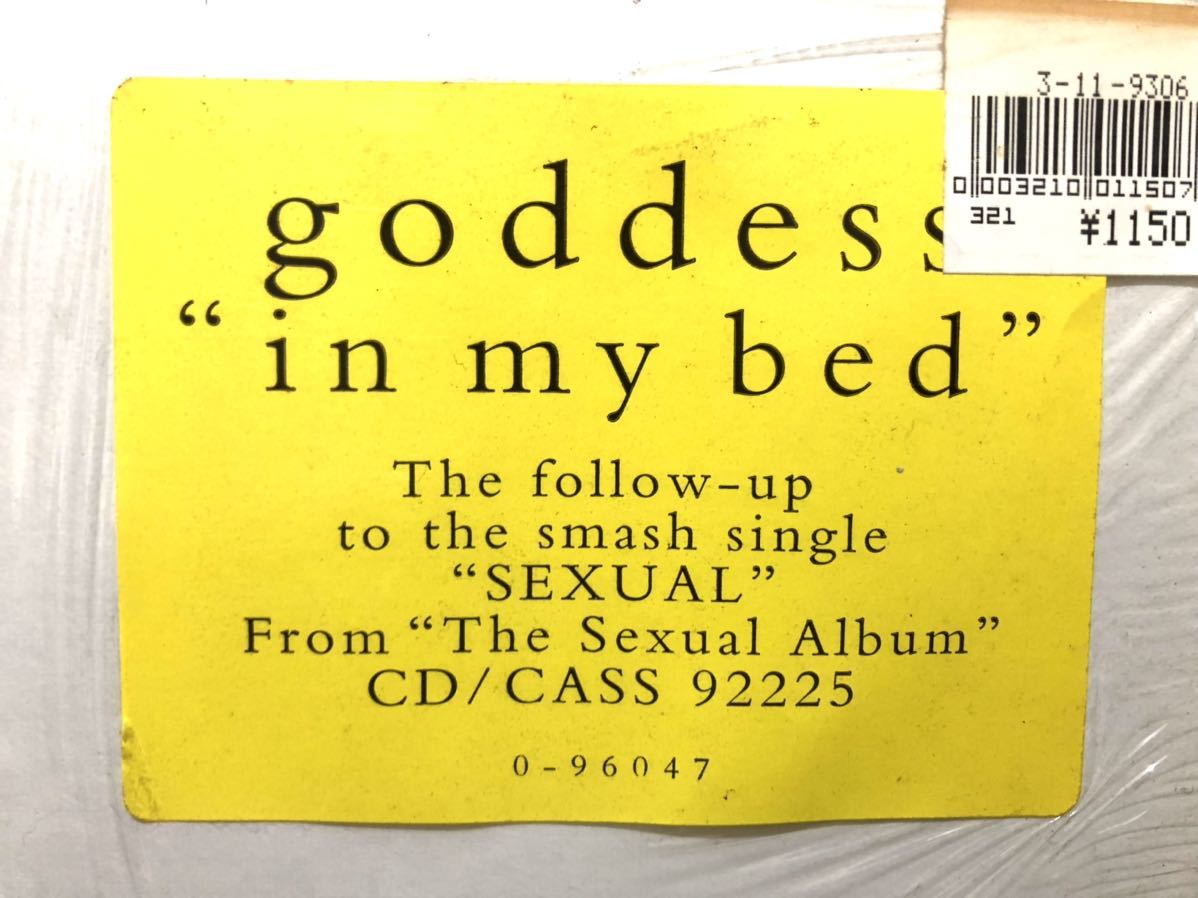 3-11-9306
0 003210 011507
321
¥1150
goddess
“in my bed”
The follow-up
to the smash single
“SEXUAL”
From “The Sexual Album”
CD/CASS 92225
0-96047